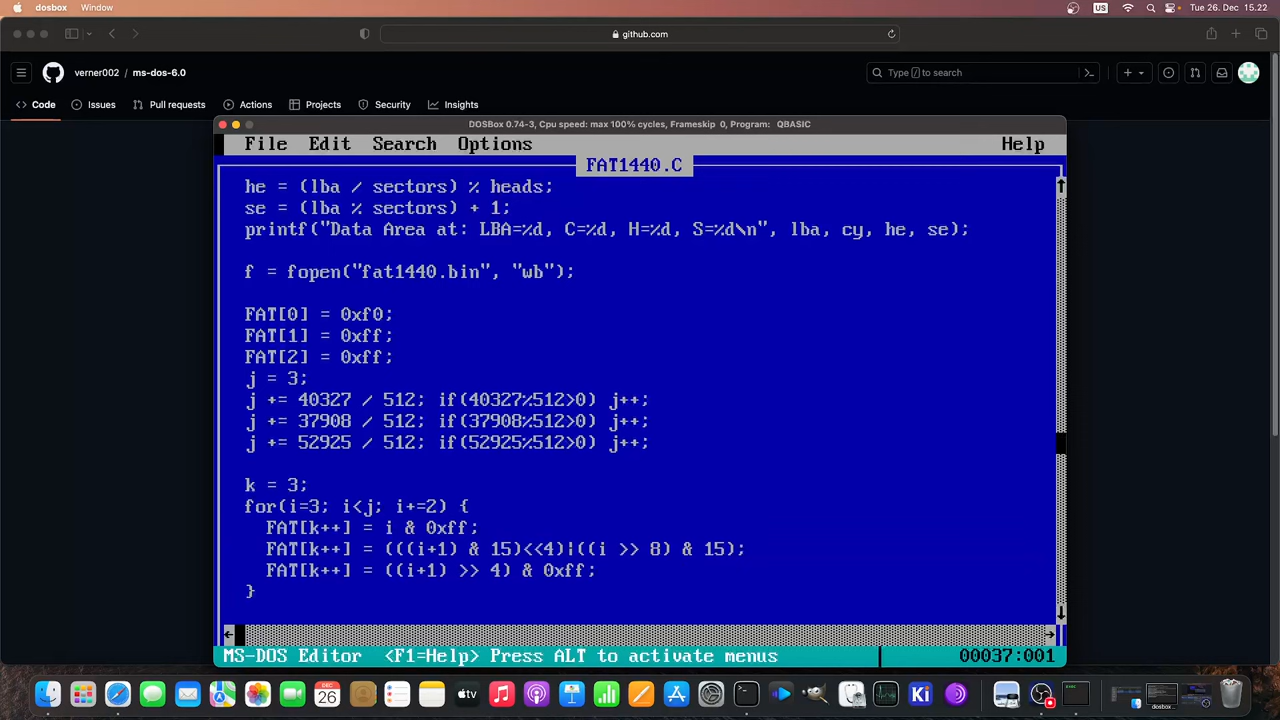 dosbox Window US Tue 26. Dec 15.22
github.com
verner002 / ms-dos-6.0 Type / to search
Code Issues Pull requests Actions Projects Security Insights
DOSBox 0.74-3, Cpu speed: max 100% cycles, Frameskip 0, Program: QBASIC
File Edit Search Options Help
FAT1440.C
he = (lba / sectors) % heads;
se = (lba % sectors) + 1;
printf("Data Area at: LBA=%d, C=%d, H=%d, S=%d\n", lba, cy, he, se);
f = fopen("fat1440.bin", "wb");
FAT[0] = 0xf0;
FAT[1] = 0xff;
FAT[2] = 0xff;
j = 3;
j += 40327 / 512; if(40327%512>0) j++;
j += 37908 / 512; if(37908%512>0) j++;
j += 52925 / 512; if(52925%512>0) j++;
k = 3;
for(i=3; i<j; i+=2) {
FAT[k++] = i & 0xff;
FAT[k++] = (((i+1) & 15)<<4)|((i >> 8) & 15);
FAT[k++] = ((i+1) >> 4) & 0xff;
}
MS-DOS Editor <F1=Help> Press ALT to activate menus 00037:001
DEC
26
tv
Ki
dosbox